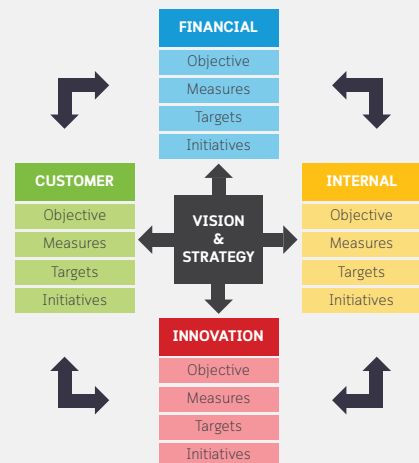 FINANCIAL
Objective
Measures
Targets
Initiatives
CUSTOMER
Objective
Measures
Targets
Initiatives
VISION
&
STRATEGY
INTERNAL
Objective
Measures
Targets
Initiatives
INNOVATION
Objective
Measures
Targets
Initiatives